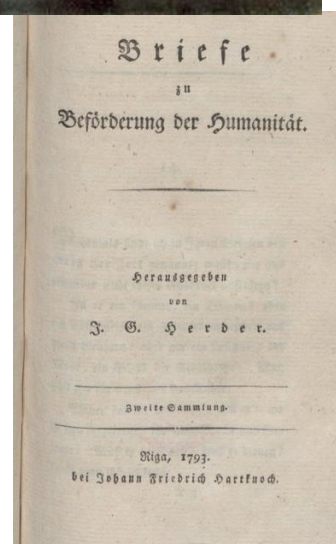 Briefe
zu
Beförderung der Humanität.
Herausgegeben
von
J. G. Herder.
Zweite Sammlung.
Riga, 1793.
bei Johann Friedrich Hartknoch.